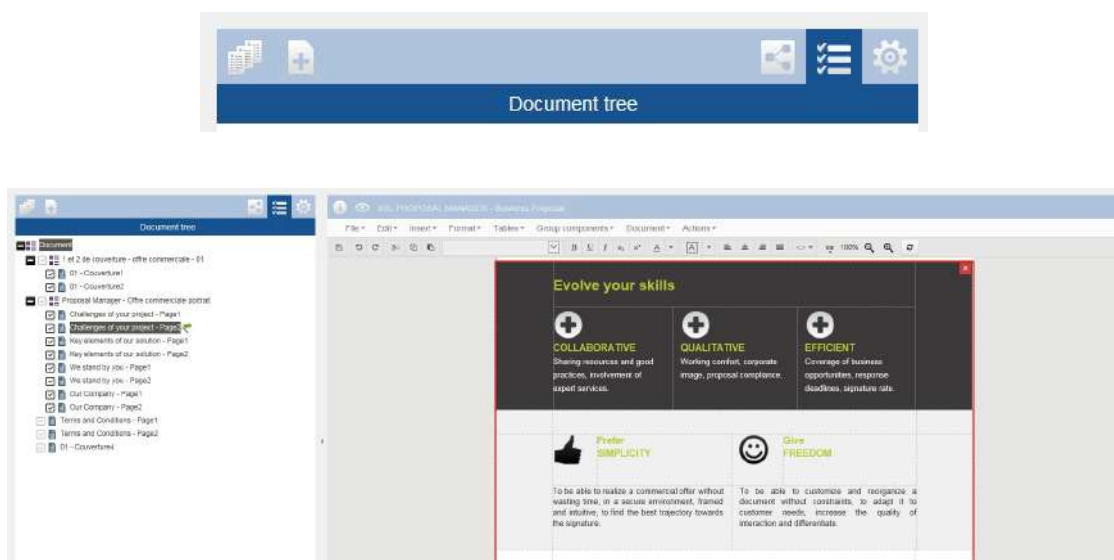 Document tree
Document tree
Document
1 et 2 de couverture - offre commerciale - 01
01 - Couverture1
01 - Couverture2
Proposal Manager - Offre commerciale portrait
Challenges of your project - Page1
Challenges of your project - Page2
Key elements of our solution - Page1
Key elements of our solution - Page2
We stand by you - Page1
We stand by you - Page2
Our Company - Page1
Our Company - Page2
Terms and Conditions - Page1
Terms and Conditions - Page2
01 - Couverture4
PROPOSAL MANAGER - Business Proposal
File Edit Insert Format Tables Group components Document Actions
100%
Evolve your skills
COLLABORATIVE
Sharing resources and good
practices, involvement of
expert services.
QUALITATIVE
Working comfort, corporate
image, proposal compliance.
EFFICIENT
Coverage of business
opportunities, response
deadlines, signature rate.
Prefer
SIMPLICITY
To be able to realize a commercial offer without
wasting time, in a secure environment, framed
and intuitive, to find the best trajectory towards
the signature.
Give
FREEDOM
To be able to customize and reorganize a
document without constraints, to adapt it to
customer needs, increase the quality of
interaction and differentiate.